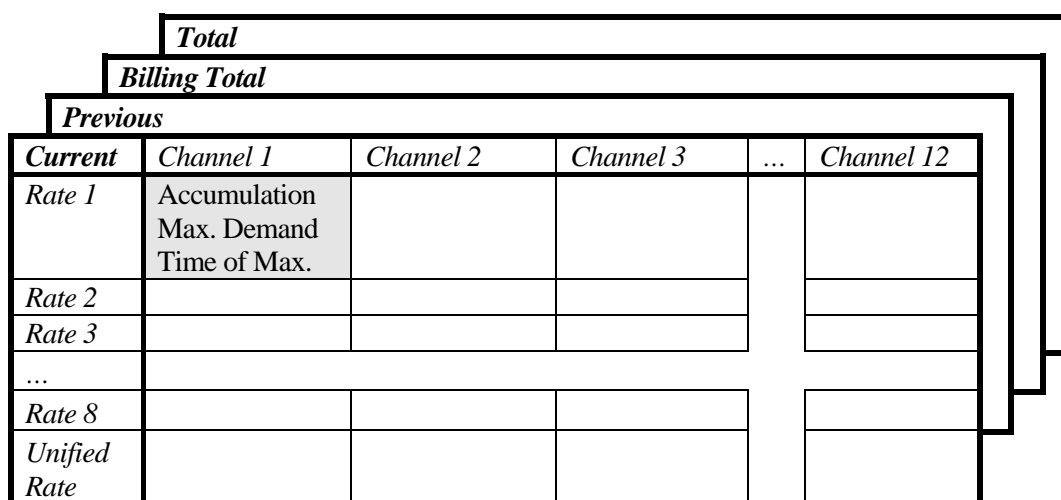 Total
Billing Total
Previous
Current Channel 1 Channel 2 Channel 3 … Channel 12
Rate 1 Accumulation
Max. Demand
Time of Max.
Rate 2
Rate 3
…
Rate 8
Unified
Rate